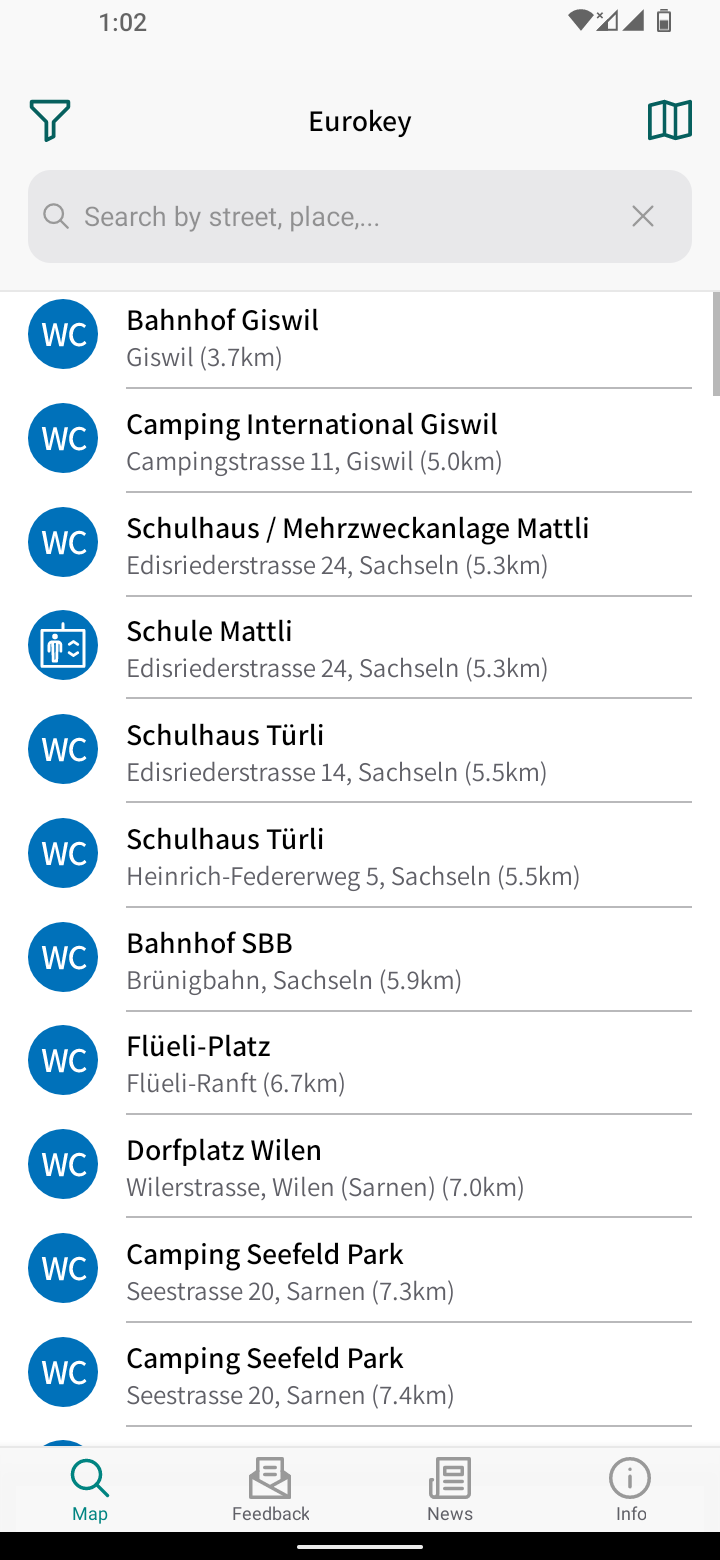 1:02
Eurokey
Search by street, place,...
WC
Bahnhof Giswil
Giswil (3.7km)
WC
Camping International Giswil
Campingstrasse 11, Giswil (5.0km)
WC
Schulhaus / Mehrzweckanlage Mattli
Edisriederstrasse 24, Sachseln (5.3km)
Schule Mattli
Edisriederstrasse 24, Sachseln (5.3km)
WC
Schulhaus Türli
Edisriederstrasse 14, Sachseln (5.5km)
WC
Schulhaus Türli
Heinrich-Federerweg 5, Sachseln (5.5km)
WC
Bahnhof SBB
Brünigbahn, Sachseln (5.9km)
WC
Flüeli-Platz
Flüeli-Ranft (6.7km)
WC
Dorfplatz Wilen
Wilerstrasse, Wilen (Sarnen) (7.0km)
WC
Camping Seefeld Park
Seestrasse 20, Sarnen (7.3km)
WC
Camping Seefeld Park
Seestrasse 20, Sarnen (7.4km)
Map
Feedback
News
Info